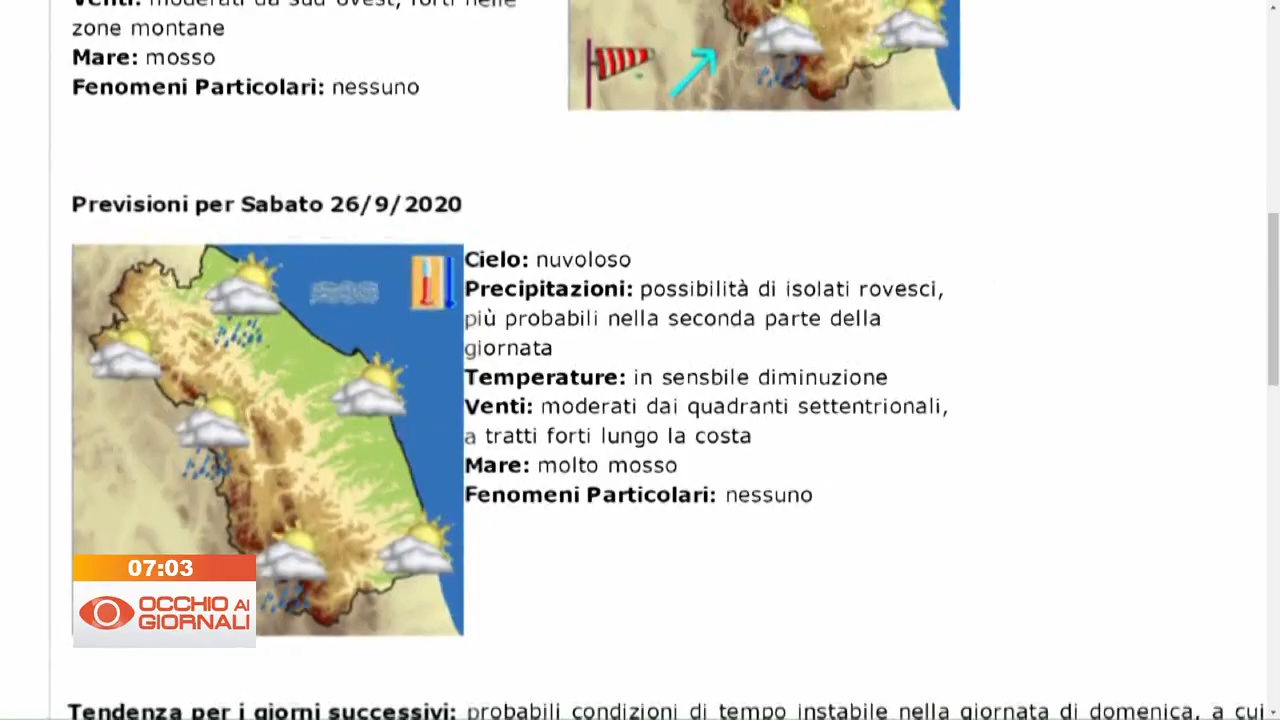 Venti: moderati da sud ovest, forti nelle
zone montane
Mare: mosso
Fenomeni Particolari: nessuno
Previsioni per Sabato 26/9/2020
Cielo: nuvoloso
Precipitazioni: possibilità di isolati rovesci,
più probabili nella seconda parte della
giornata
Temperature: in sensbile diminuzione
Venti: moderati dai quadranti settentrionali,
a tratti forti lungo la costa
Mare: molto mosso
Fenomeni Particolari: nessuno
07:03
OCCHIO AI
GIORNALI
Tendenza per i giorni successivi: probabili condizioni di tempo instabile nella giornata di domenica, a cui